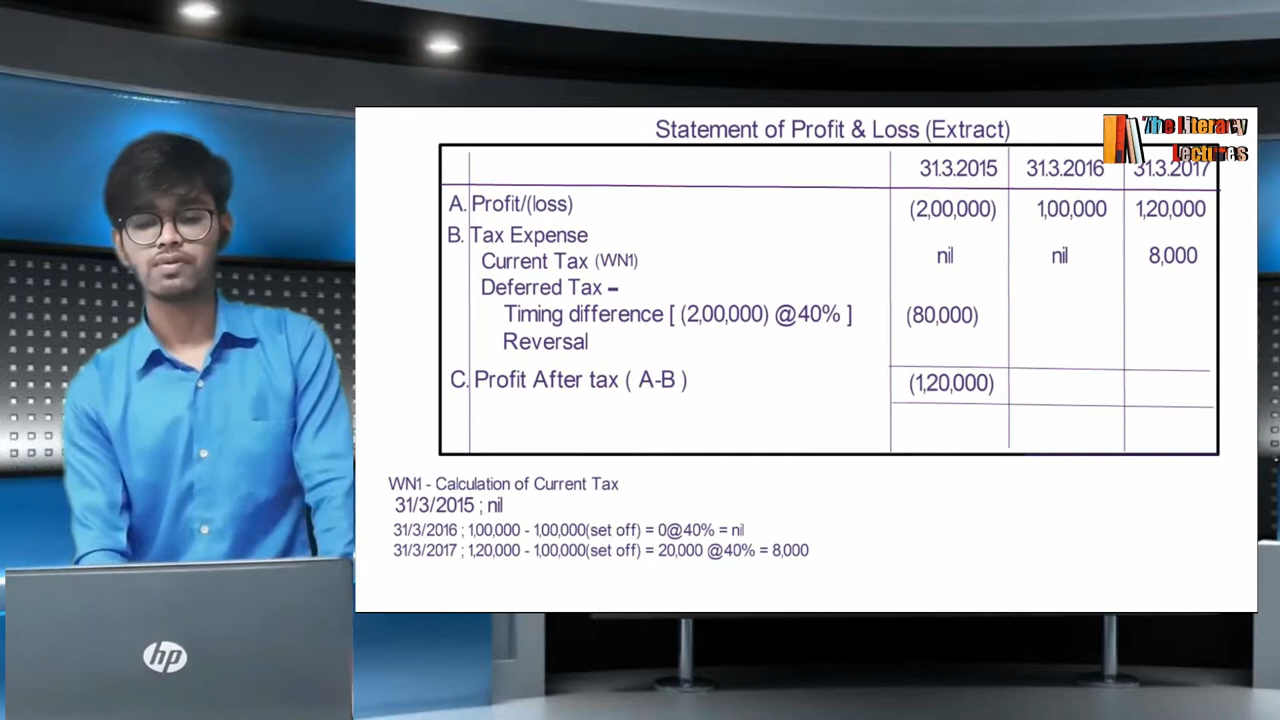 Statement of Profit & Loss (Extract)
The Literacy
Lectures
31.3.2015 31.3.2016 31.3.2017
A. Profit/(loss) (2,00,000) 1,00,000 1,20,000
B. Tax Expense
Current Tax (WN1) nil nil 8,000
Deferred Tax –
Timing difference [ (2,00,000) @40% ] (80,000)
Reversal
C. Profit After tax ( A-B ) (1,20,000)
WN1 - Calculation of Current Tax
31/3/2015 ; nil
31/3/2016 ; 1,00,000 - 1,00,000(set off) = 0@40% = nil
31/3/2017 ; 1,20,000 - 1,00,000(set off) = 20,000 @40% = 8,000
hp